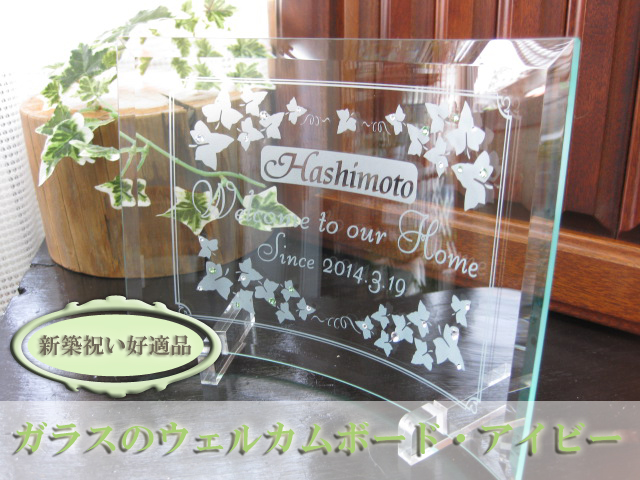 Hashimoto
Welcome to our Home
Since 2014.3.19
新築祝い好適品
ガラスのウェルカムボード・アイビー